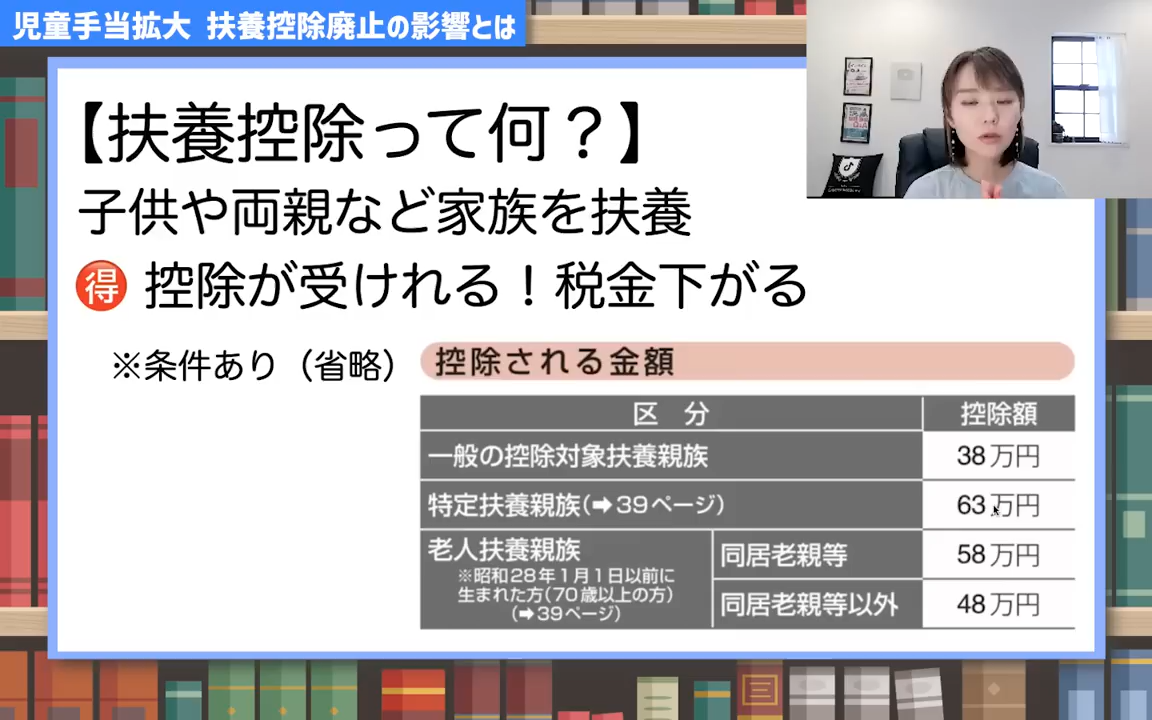 児童手当拡大 扶養控除廃止の影響とは
【扶養控除って何？】
子供や両親など家族を扶養
得 控除が受けれる！税金下がる
※条件あり（省略）
控除される金額
区 分 控除額
一般の控除対象扶養親族 38万円
特定扶養親族(➡39ページ) 63万円
老人扶養親族
※昭和28年1月1日以前に
生まれた方(70歳以上の方)
(➡39ページ)
同居老親等 58万円
同居老親等以外 48万円